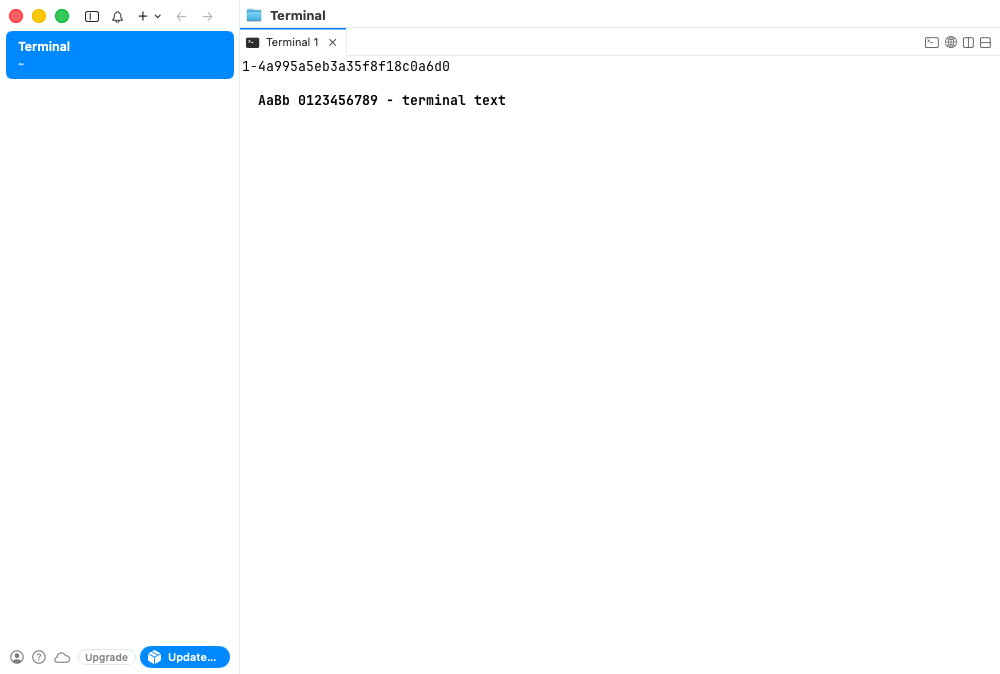 Terminal
Terminal
~
Terminal 1
1-4a995a5eb3a35f8f18c0a6d0
AaBb 0123456789 - terminal text
Upgrade
Update...